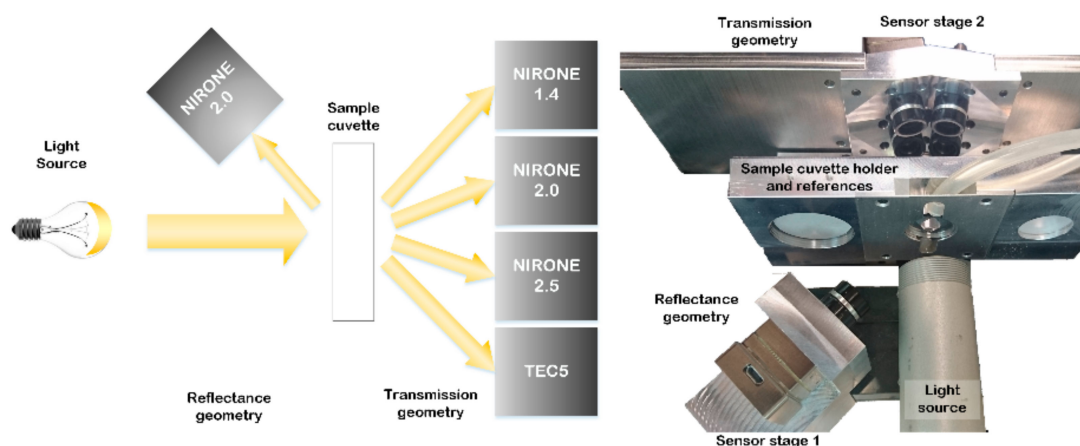 Light
Source
NIRONE
2.0
Sample
cuvette
NIRONE
1.4
NIRONE
2.0
NIRONE
2.5
TEC5
Reflectance
geometry
Transmission
geometry
Transmission
geometry
Sensor stage 2
Sample cuvette holder
and references
Reflectance
geometry
Light
source
Sensor stage 1